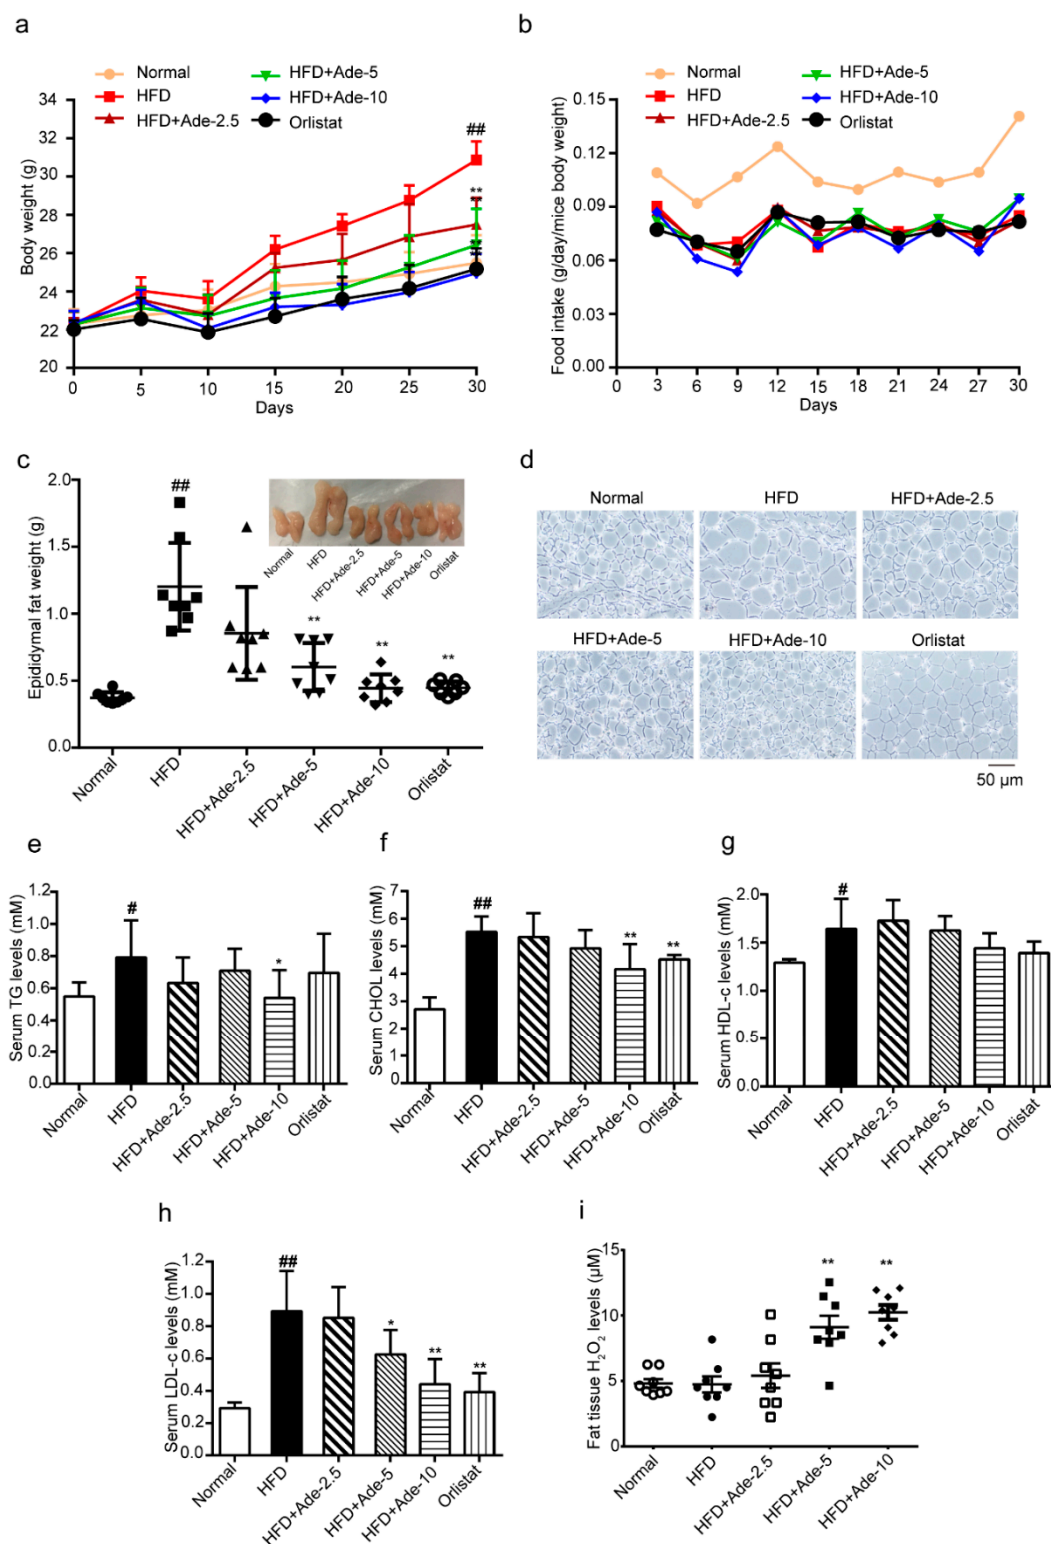 a
Normal
HFD
HFD+Ade-2.5
HFD+Ade-5
HFD+Ade-10
Orlistat
Body weight (g)
34
32
30
28
26
24
22
20
##
**
**
0 5 10 15 20 25 30
Days
b
Normal
HFD
HFD+Ade-2.5
HFD+Ade-5
HFD+Ade-10
Orlistat
Food intake (g/day/mice body weight)
0.15
0.12
0.09
0.06
0.03
0.00
0 3 6 9 12 15 18 21 24 27 30
Days
c
Epididymal fat weight (g)
2.0
1.5
1.0
0.5
0.0
##
**
**
**
Normal
HFD
HFD+Ade-2.5
HFD+Ade-5
HFD+Ade-10
Orlistat
Normal
HFD
HFD+Ade-2.5
HFD+Ade-5
HFD+Ade-10
Orlistat
d
Normal HFD HFD+Ade-2.5
HFD+Ade-5 HFD+Ade-10 Orlistat
50 µm
e
Serum TG levels (mM)
1.2
1.0
0.8
0.6
0.4
0.2
0.0
#
*
Normal
HFD
HFD+Ade-2.5
HFD+Ade-5
HFD+Ade-10
Orlistat
f
Serum CHOL levels (mM)
7
6
5
4
3
2
1
0
##
**
**
Normal
HFD
HFD+Ade-2.5
HFD+Ade-5
HFD+Ade-10
Orlistat
g
Serum HDL-c levels (mM)
2.0
1.5
1.0
0.5
0.0
#
Normal
HFD
HFD+Ade-2.5
HFD+Ade-5
HFD+Ade-10
Orlistat
h
Serum LDL-c levels (mM)
1.2
1.0
0.8
0.6
0.4
0.2
0.0
##
*
**
**
Normal
HFD
HFD+Ade-2.5
HFD+Ade-5
HFD+Ade-10
Orlistat
i
Fat tissue H₂O₂ levels (µM)
15
10
5
0
**
**
Normal
HFD
HFD+Ade-2.5
HFD+Ade-5
HFD+Ade-10